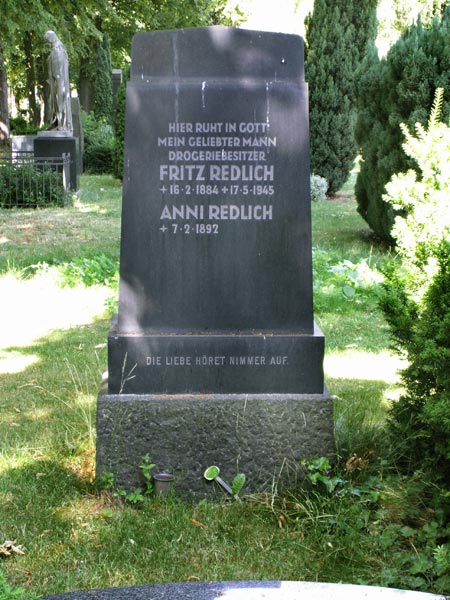 HIER RUHT IN GOTT
MEIN GELIEBTER MANN
DROGERIEBESITZER
FRITZ REDLICH
+16·2·1884 +17·5·1945
ANNI REDLICH
+7·2·1892
DIE LIEBE HÖRET NIMMER AUF.